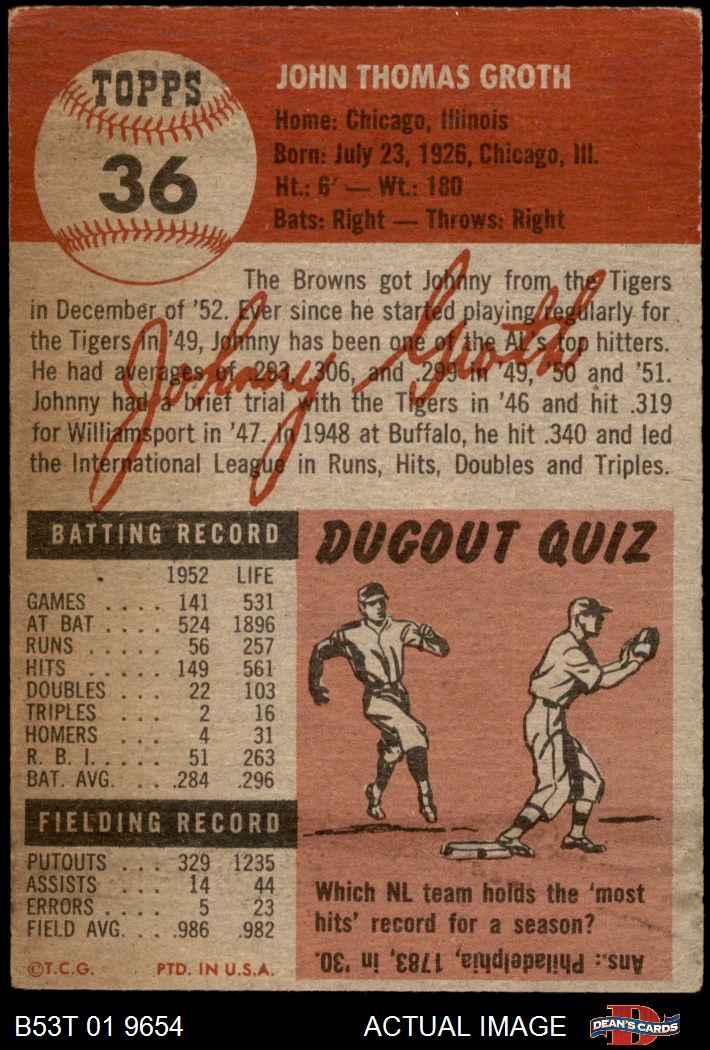 TOPPS
36
JOHN THOMAS GROTH
Home: Chicago, Illinois
Born: July 23, 1926, Chicago, Ill.
Ht.: 6' — Wt.: 180
Bats: Right — Throws: Right
The Browns got Johnny from the Tigers
in December of '52. Ever since he started playing regularly for
the Tigers in '49, Johnny has been one of the AL's top hitters.
He had averages of .293, .306, and .299 in '49, '50 and '51.
Johnny had a brief trial with the Tigers in '46 and hit .319
for Williamsport in '47. In 1948 at Buffalo, he hit .340 and led
the International League in Runs, Hits, Doubles and Triples.
Johnny Groth
BATTING RECORD
1952 LIFE
GAMES .... 141 531
AT BAT .... 524 1896
RUNS .... 56 257
HITS ..... 149 561
DOUBLES ... 22 103
TRIPLES ... 2 16
HOMERS ... 4 31
R. B. I..... 51 263
BAT. AVG. ... .284 .296
FIELDING RECORD
PUTOUTS ... 329 1235
ASSISTS ... 14 44
ERRORS .... 5 23
FIELD AVG. ... .986 .982
©T.C.G. PTD. IN U.S.A.
DUGOUT QUIZ
Which NL team holds the 'most
hits' record for a season?
Ans.: Philadelphia, 1783, in '30.
B53T 01 9654 ACTUAL IMAGE
D
DEAN'S CARDS